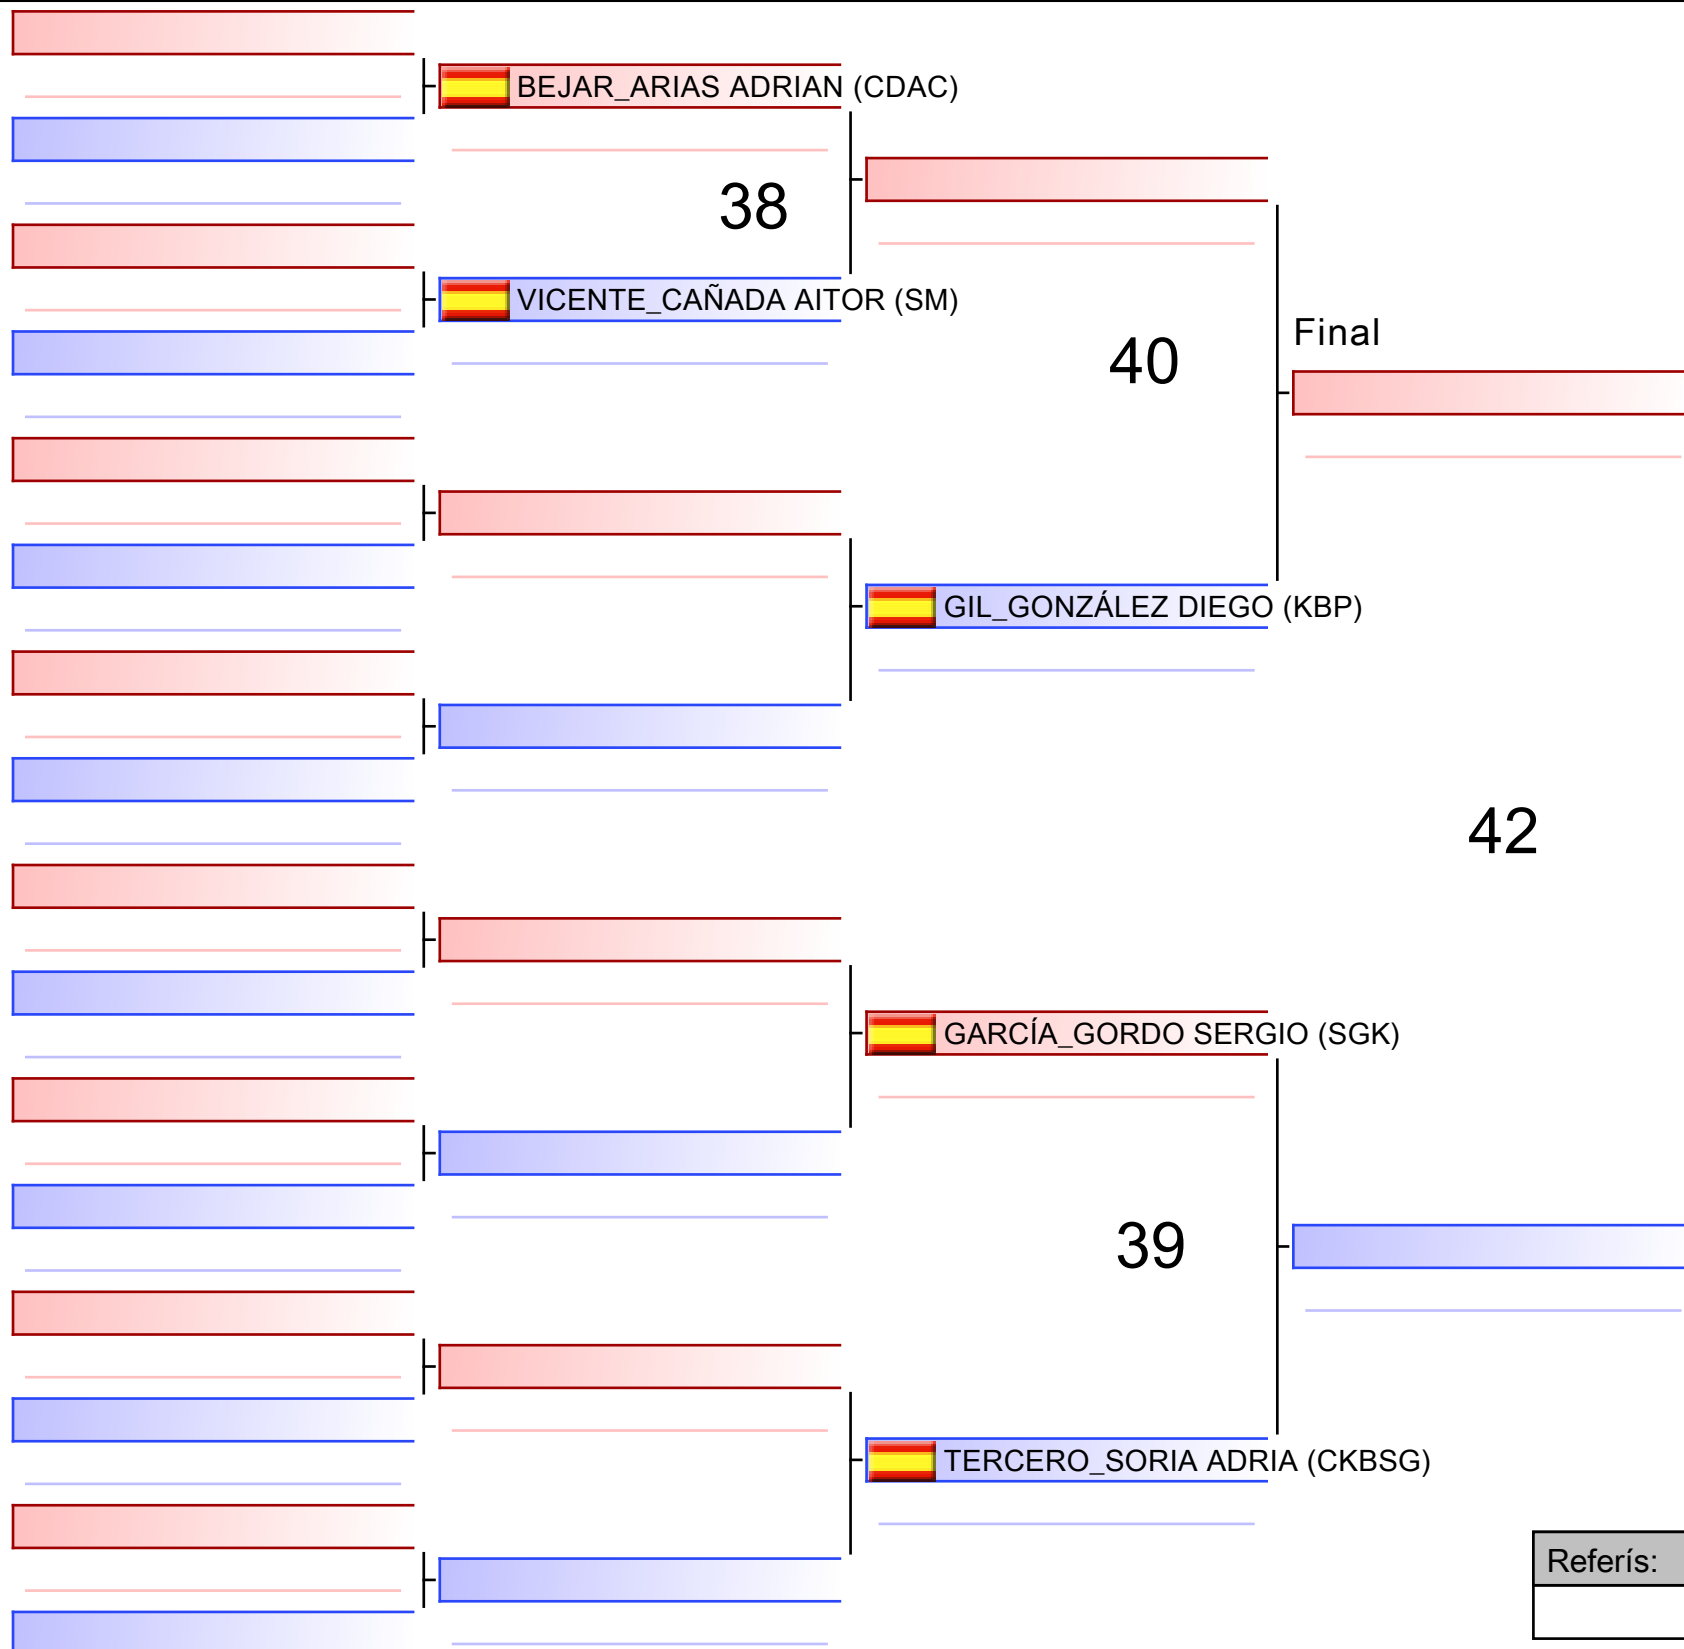 BEJAR_ARIAS ADRIAN (CDAC)
38
VICENTE_CAÑADA AITOR (SM)
Final
40
GIL_GONZÁLEZ DIEGO (KBP)
42
GARCÍA_GORDO SERGIO (SGK)
39
TERCERO_SORIA ADRIA (CKBSG)
Referís: